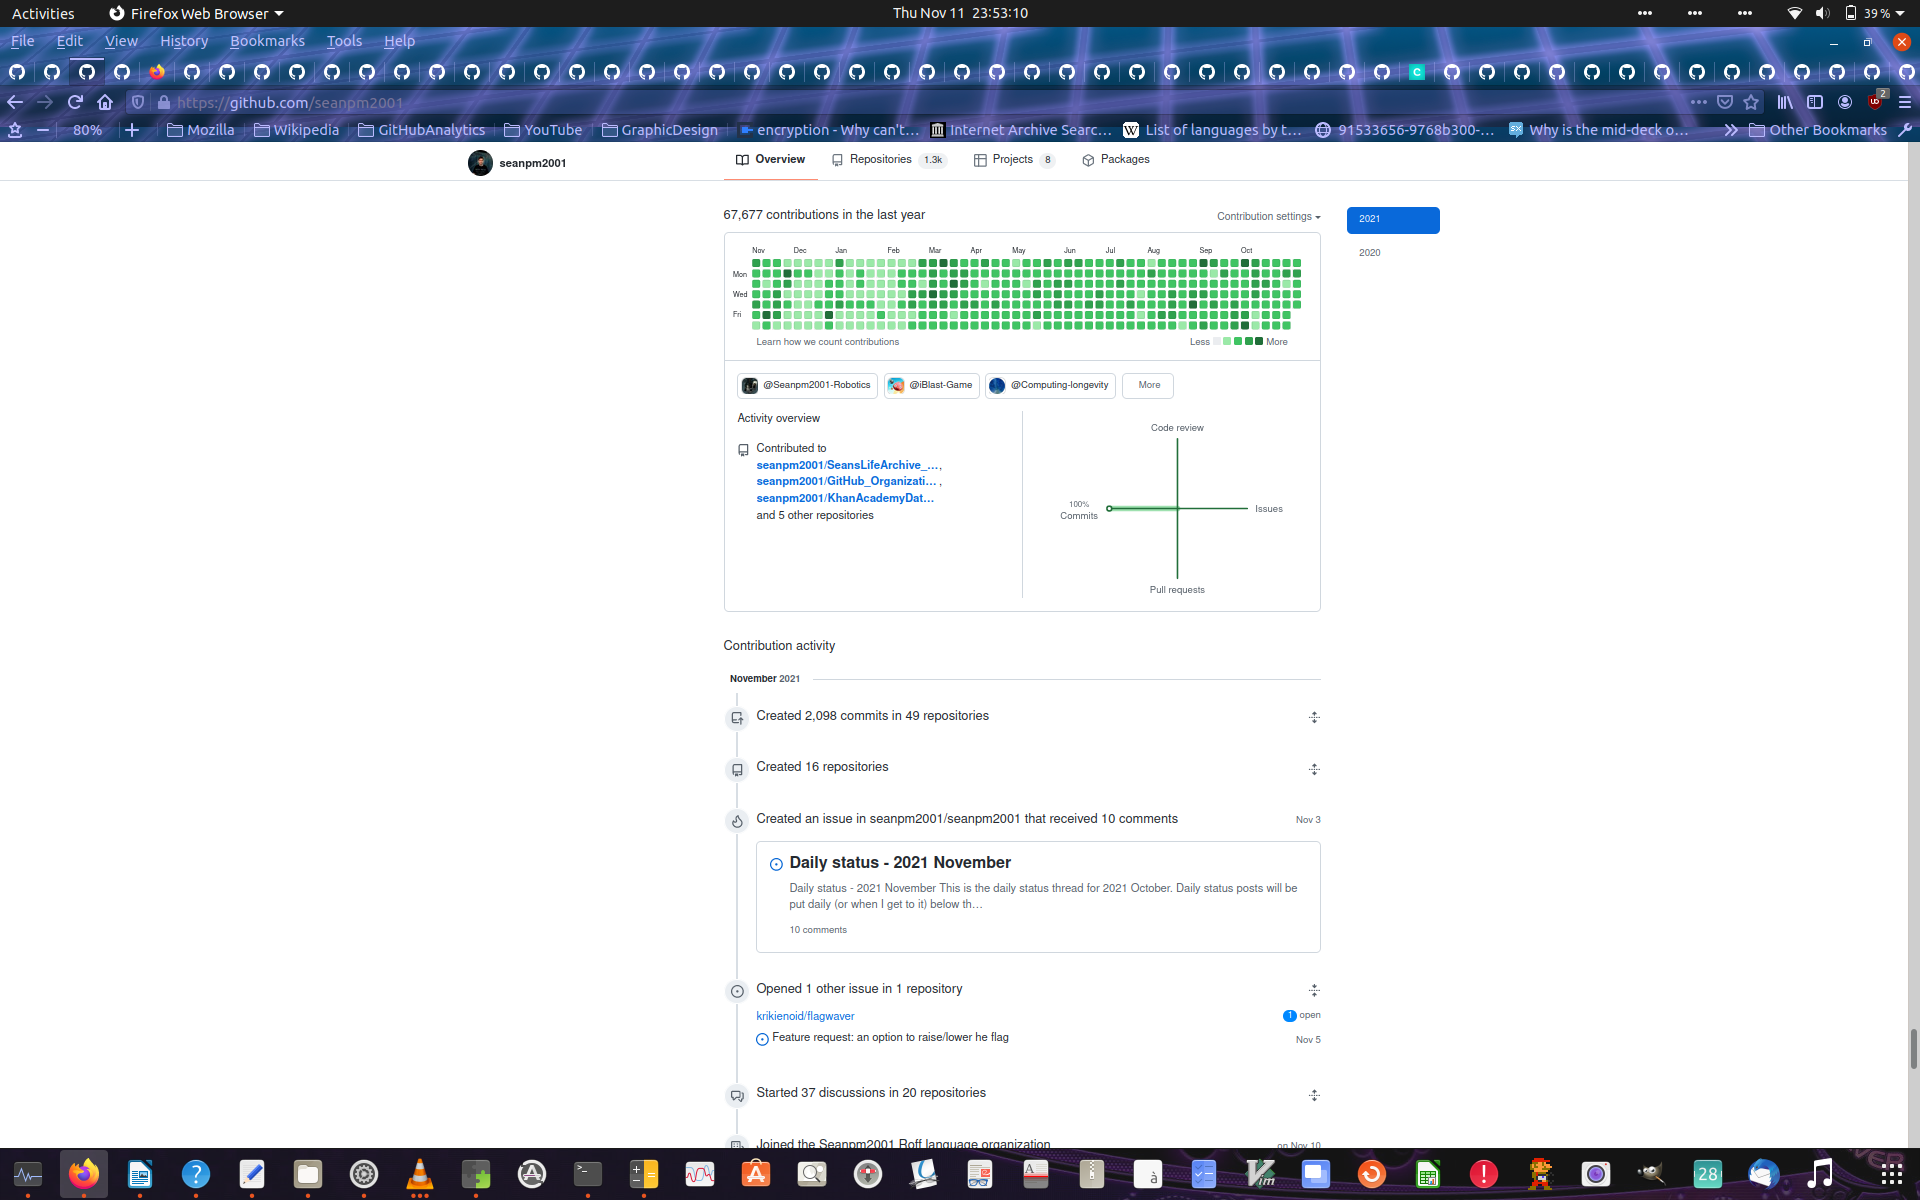 Activities
Firefox Web Browser
Thu Nov 11  23:53:10
39 %
File Edit View History Bookmarks Tools Help
https://github.com/seanpm2001
2
80%
Mozilla
Wikipedia
GitHubAnalytics
YouTube
GraphicDesign
encryption - Why can't…
Internet Archive Searc…
List of languages by t…
91533656-9768b300-…
Why is the mid-deck o…
Other Bookmarks
seanpm2001
Overview
Repositories 1.3k
Projects 8
Packages
67,677 contributions in the last year
Contribution settings
2021
2020
Nov Dec Jan Feb Mar Apr May Jun Jul Aug Sep Oct
Mon
Wed
Fri
Learn how we count contributions
Less More
@Seanpm2001-Robotics
@iBlast-Game
@Computing-longevity
More
Activity overview
Contributed to
seanpm2001/SeansLifeArchive_…,
seanpm2001/GitHub_Organizati… ,
seanpm2001/KhanAcademyDat…
and 5 other repositories
Code review
100%
Commits
Issues
Pull requests
Contribution activity
November 2021
Created 2,098 commits in 49 repositories
Created 16 repositories
Created an issue in seanpm2001/seanpm2001 that received 10 comments
Nov 3
Daily status - 2021 November
Daily status - 2021 November This is the daily status thread for 2021 October. Daily status posts will be
put daily (or when I get to it) below th…
10 comments
Opened 1 other issue in 1 repository
krikienoid/flagwaver
1 open
Feature request: an option to raise/lower he flag
Nov 5
Started 37 discussions in 20 repositories
Joined the Seanpm2001 Roff language organization
on Nov 10
28